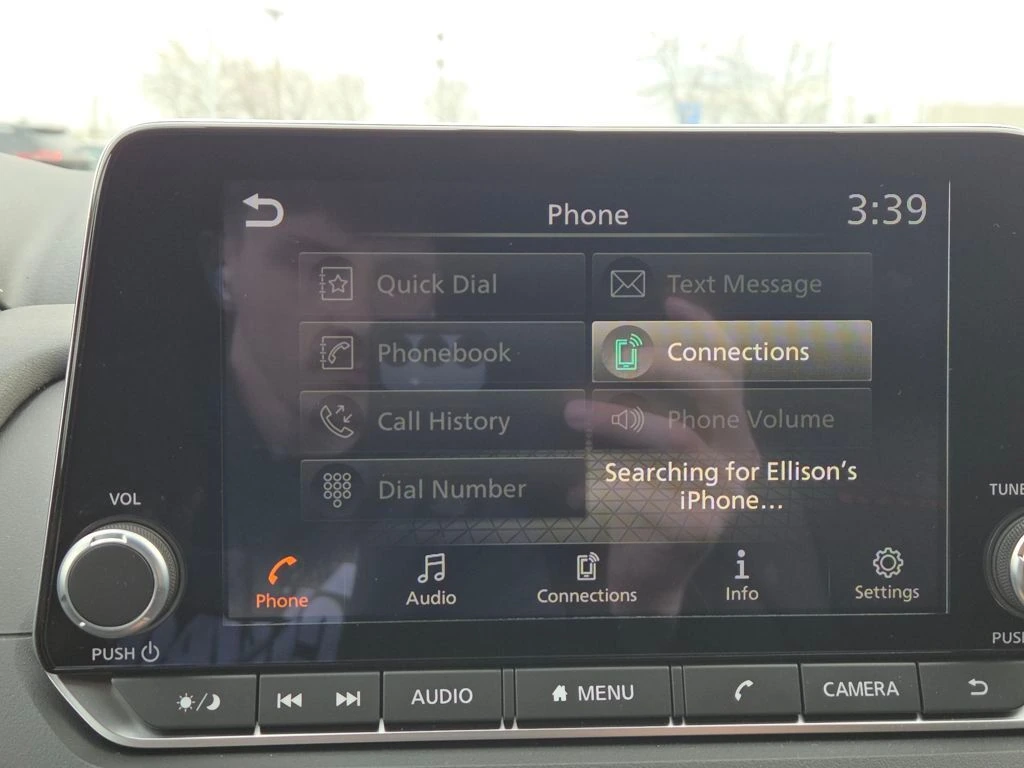 Phone
3:39
Quick Dial
Text Message
Phonebook
Connections
Call History
Phone Volume
Dial Number
Searching for Ellison's
iPhone...
VOL
TUNE
Phone
Audio
Connections
Info
Settings
PUSH
PUSH
AUDIO
MENU
CAMERA